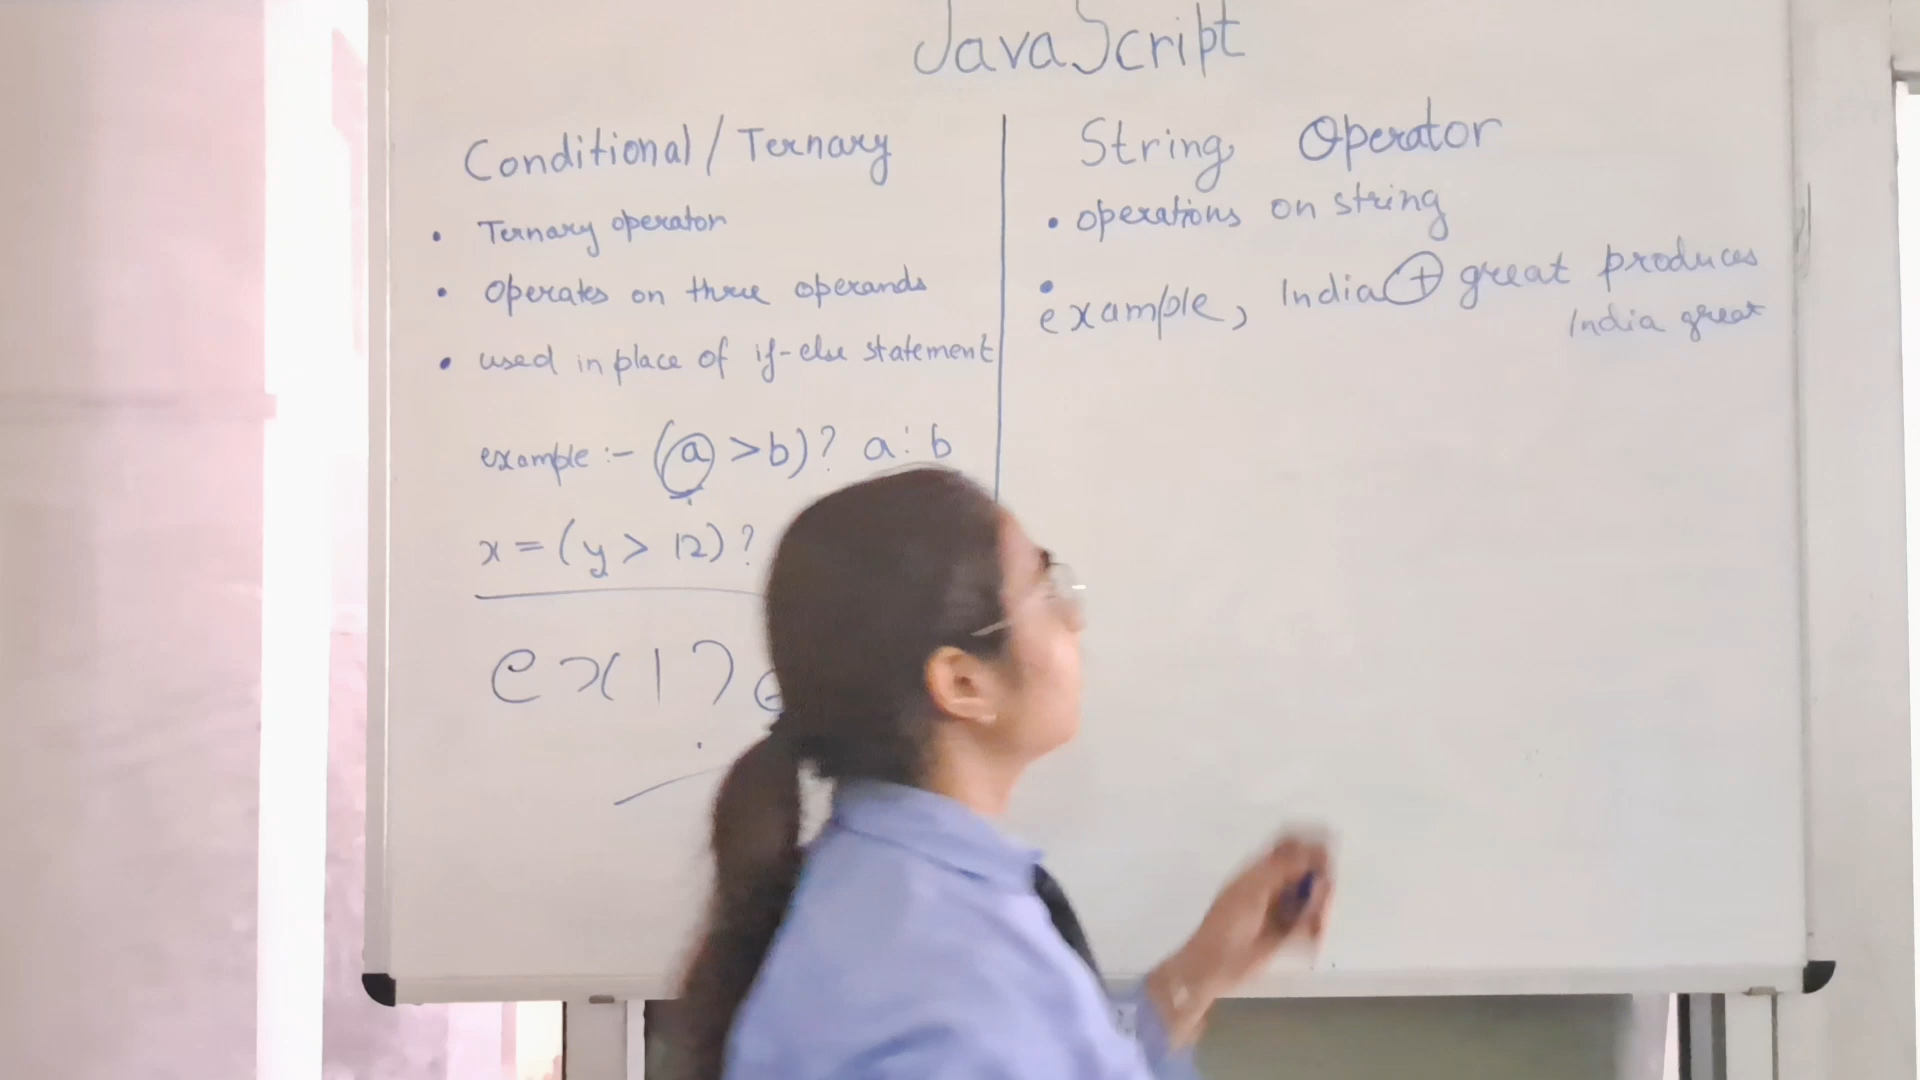 JavaScript
Conditional / Ternary
• Ternary operator
• Operates on three operands
• used in place of if-else statement
example :- (a > b)? a : b
x = (y > 12) ?
ex1 ?
String Operator
• operations on string
• example, India + great produces
India great